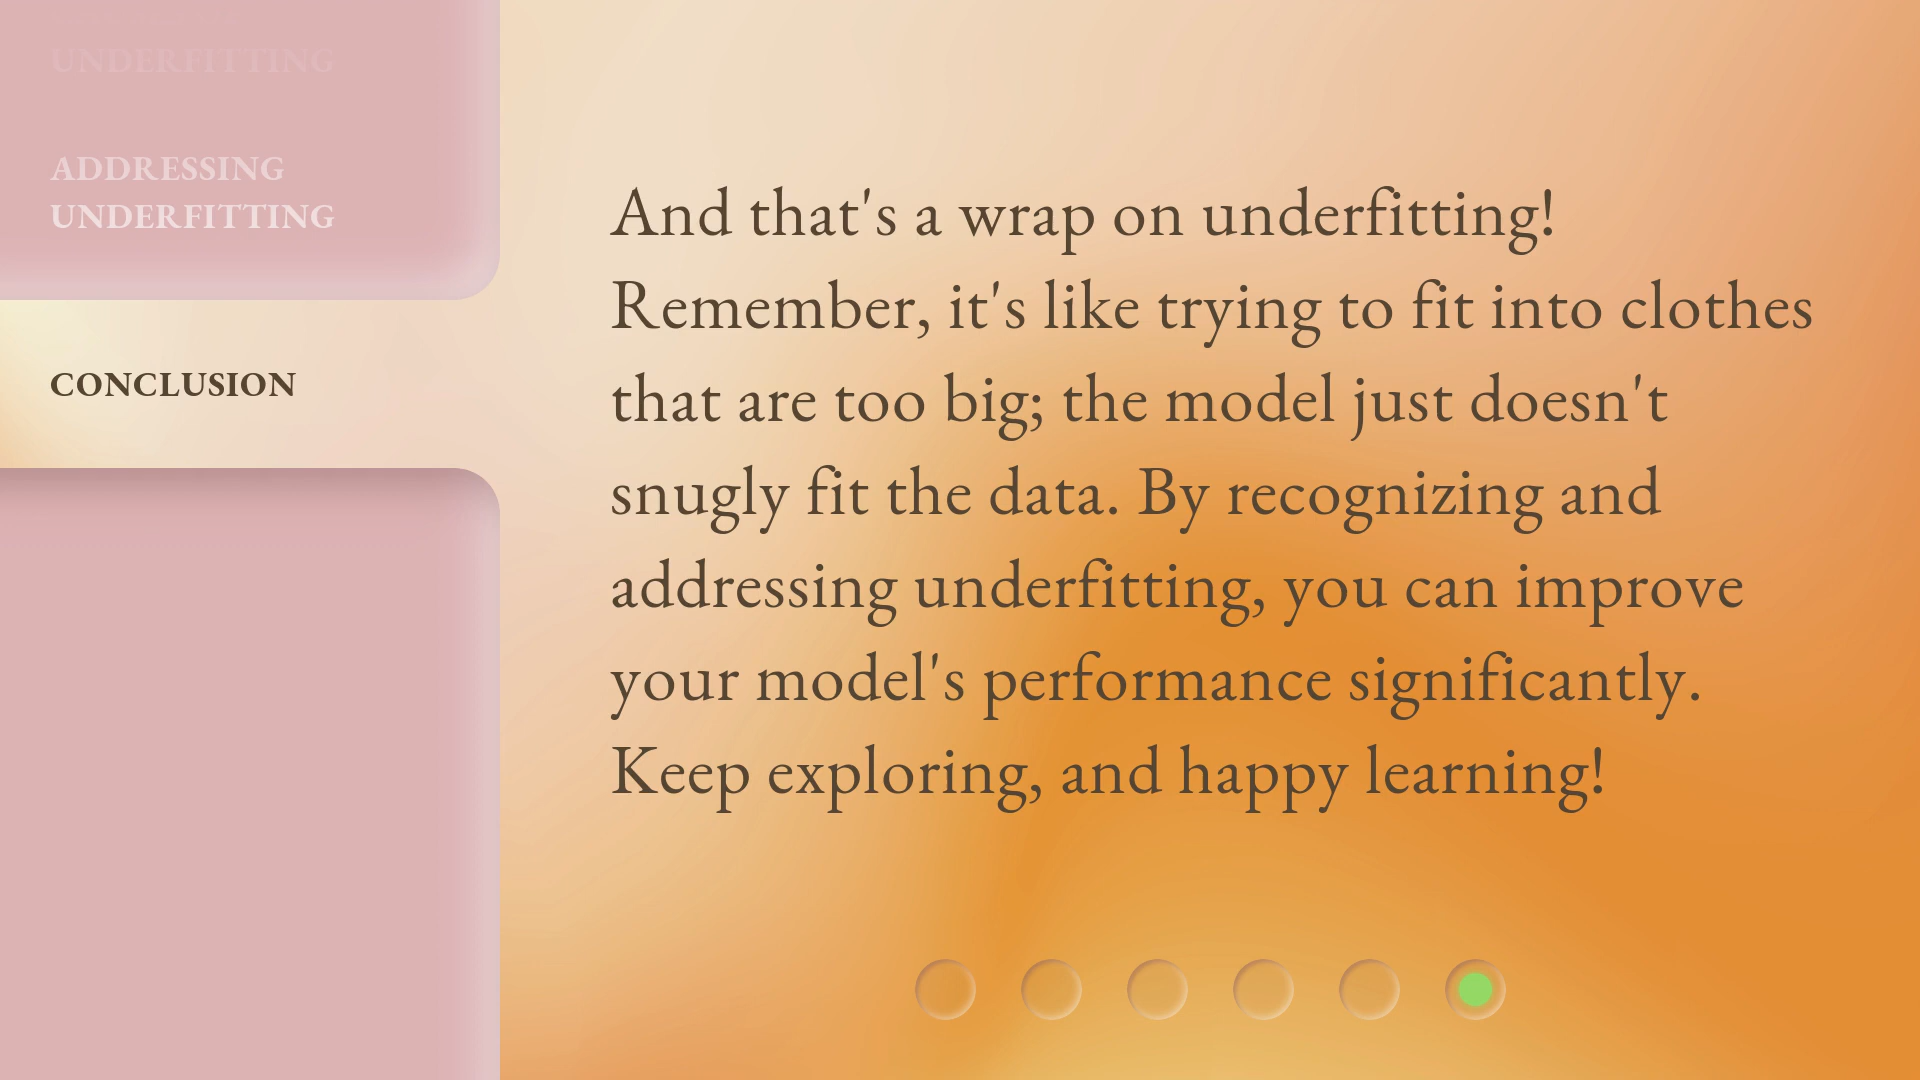 UNDERFITTING
ADDRESSING
UNDERFITTING
CONCLUSION
And that's a wrap on underfitting!
Remember, it's like trying to fit into clothes
that are too big; the model just doesn't
snugly fit the data. By recognizing and
addressing underfitting, you can improve
your model's performance significantly.
Keep exploring, and happy learning!